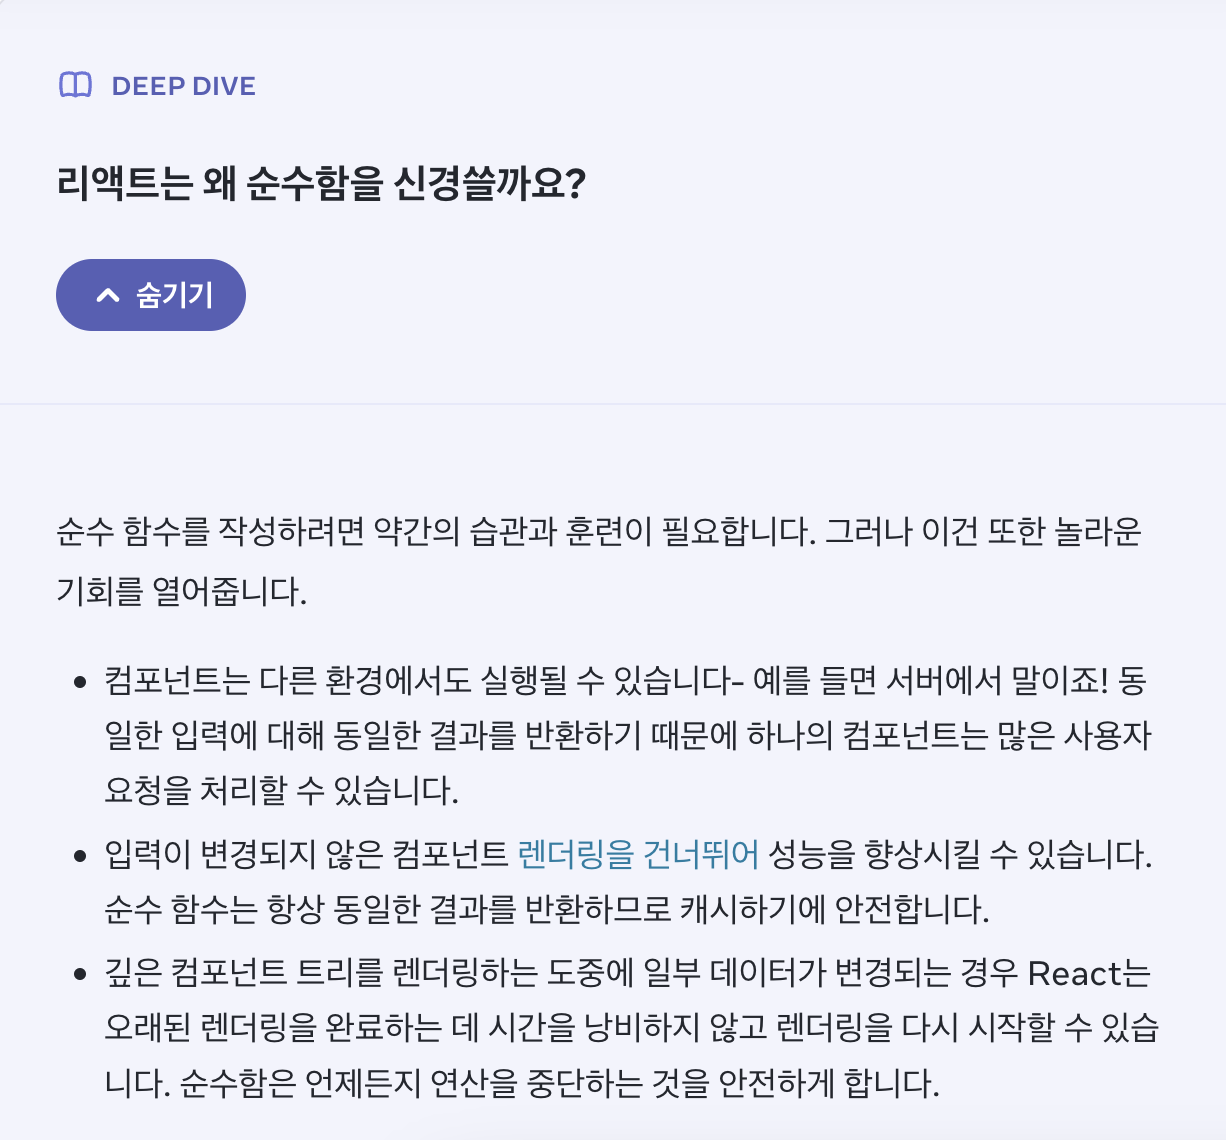 DEEP DIVE
리액트는 왜 순수함을 신경쓸까요?
숨기기
순수 함수를 작성하려면 약간의 습관과 훈련이 필요합니다. 그러나 이건 또한 놀라운
기회를 열어줍니다.
• 컴포넌트는 다른 환경에서도 실행될 수 있습니다- 예를 들면 서버에서 말이죠! 동
일한 입력에 대해 동일한 결과를 반환하기 때문에 하나의 컴포넌트는 많은 사용자
요청을 처리할 수 있습니다.
• 입력이 변경되지 않은 컴포넌트 렌더링을 건너뛰어 성능을 향상시킬 수 있습니다.
순수 함수는 항상 동일한 결과를 반환하므로 캐시하기에 안전합니다.
• 깊은 컴포넌트 트리를 렌더링하는 도중에 일부 데이터가 변경되는 경우 React는
오래된 렌더링을 완료하는 데 시간을 낭비하지 않고 렌더링을 다시 시작할 수 있습
니다. 순수함은 언제든지 연산을 중단하는 것을 안전하게 합니다.